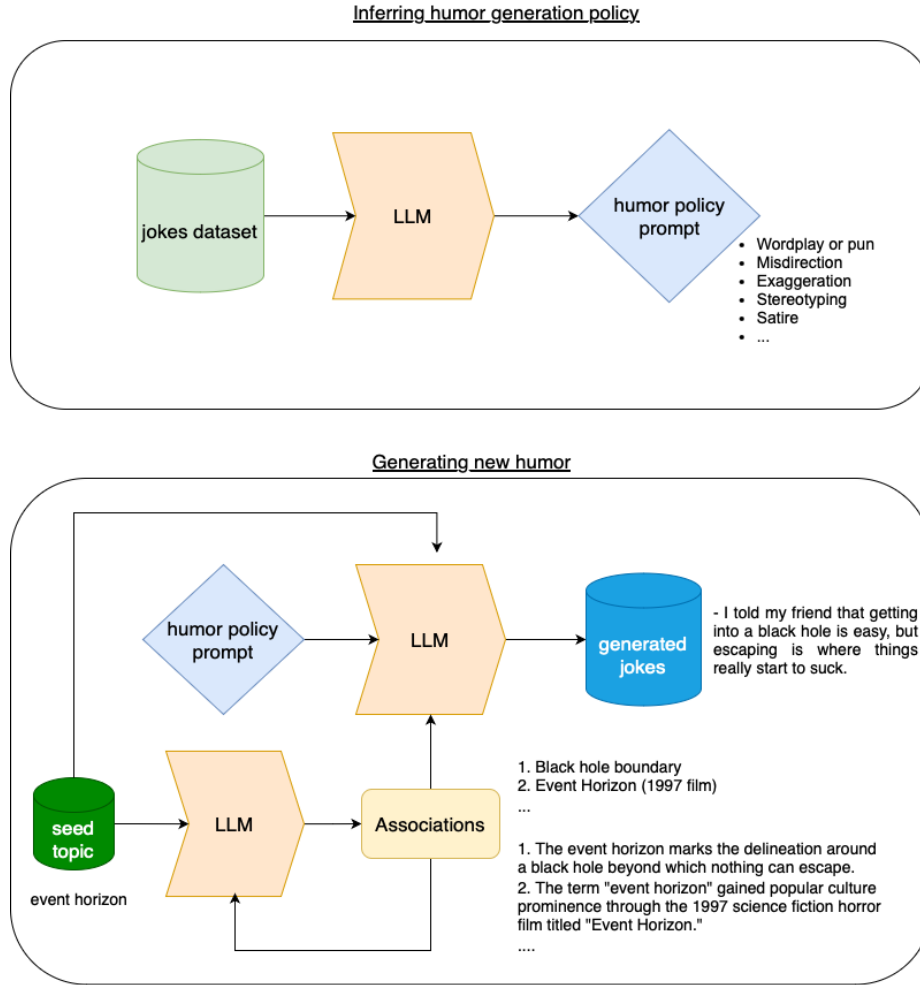 Inferring humor generation policy
jokes dataset
LLM
humor policy
prompt
• Wordplay or pun
• Misdirection
• Exaggeration
• Stereotyping
• Satire
• ...
Generating new humor
humor policy
prompt
LLM
generated
jokes
- I told my friend that getting
into a black hole is easy, but
escaping is where things
really start to suck.
seed
topic
event horizon
LLM
Associations
1. Black hole boundary
2. Event Horizon (1997 film)
...
1. The event horizon marks the delineation around
a black hole beyond which nothing can escape.
2. The term "event horizon" gained popular culture
prominence through the 1997 science fiction horror
film titled "Event Horizon."
....